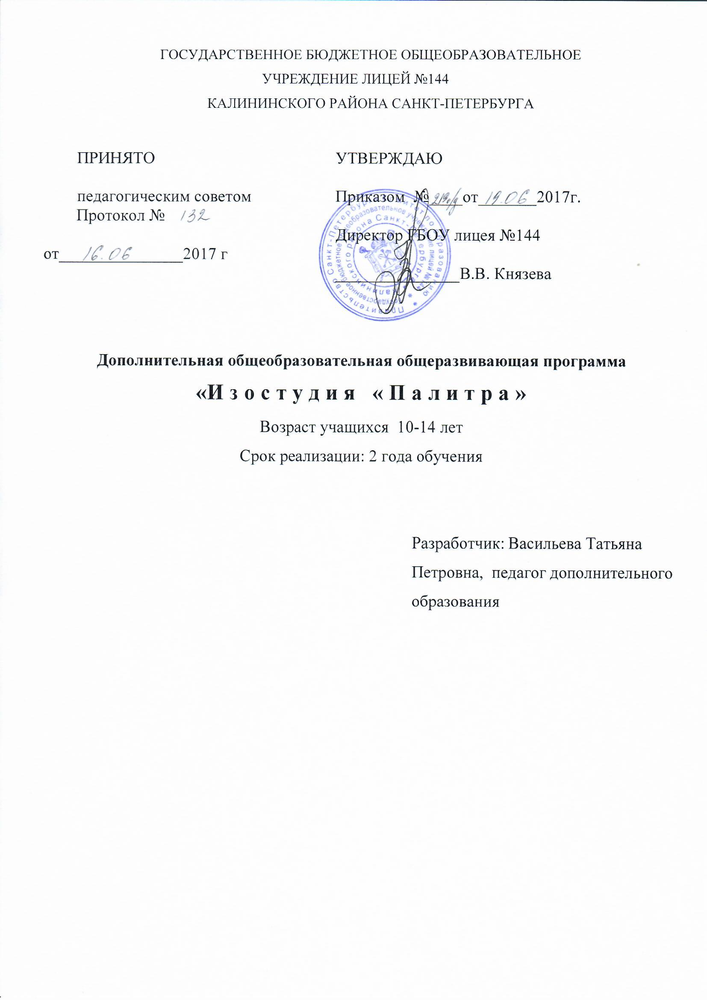 ГОСУДАРСТВЕННОЕ БЮДЖЕТНОЕ ОБЩЕОБРАЗОВАТЕЛЬНОЕ
УЧРЕЖДЕНИЕ ЛИЦЕЙ №144
КАЛИНИНСКОГО РАЙОНА САНКТ-ПЕТЕРБУРГА
ПРИНЯТО
педагогическим советом
Протокол № 132
от 16.06 2017 г
УТВЕРЖДАЮ
Приказом № от 19.06 2017г.
Директор ГБОУ лицея №144
В.В. Князева
Правительство Санкт-Петербурга Комитет по образованию
Государственное бюджетное общеобразовательное учреждение лицей №144
Калининского района Санкт-Петербурга
Дополнительная общеобразовательная общеразвивающая программа
«И з о с т у д и я « П а л и т р а »
Возраст учащихся 10-14 лет
Срок реализации: 2 года обучения
Разработчик: Васильева Татьяна
Петровна, педагог дополнительного
образования